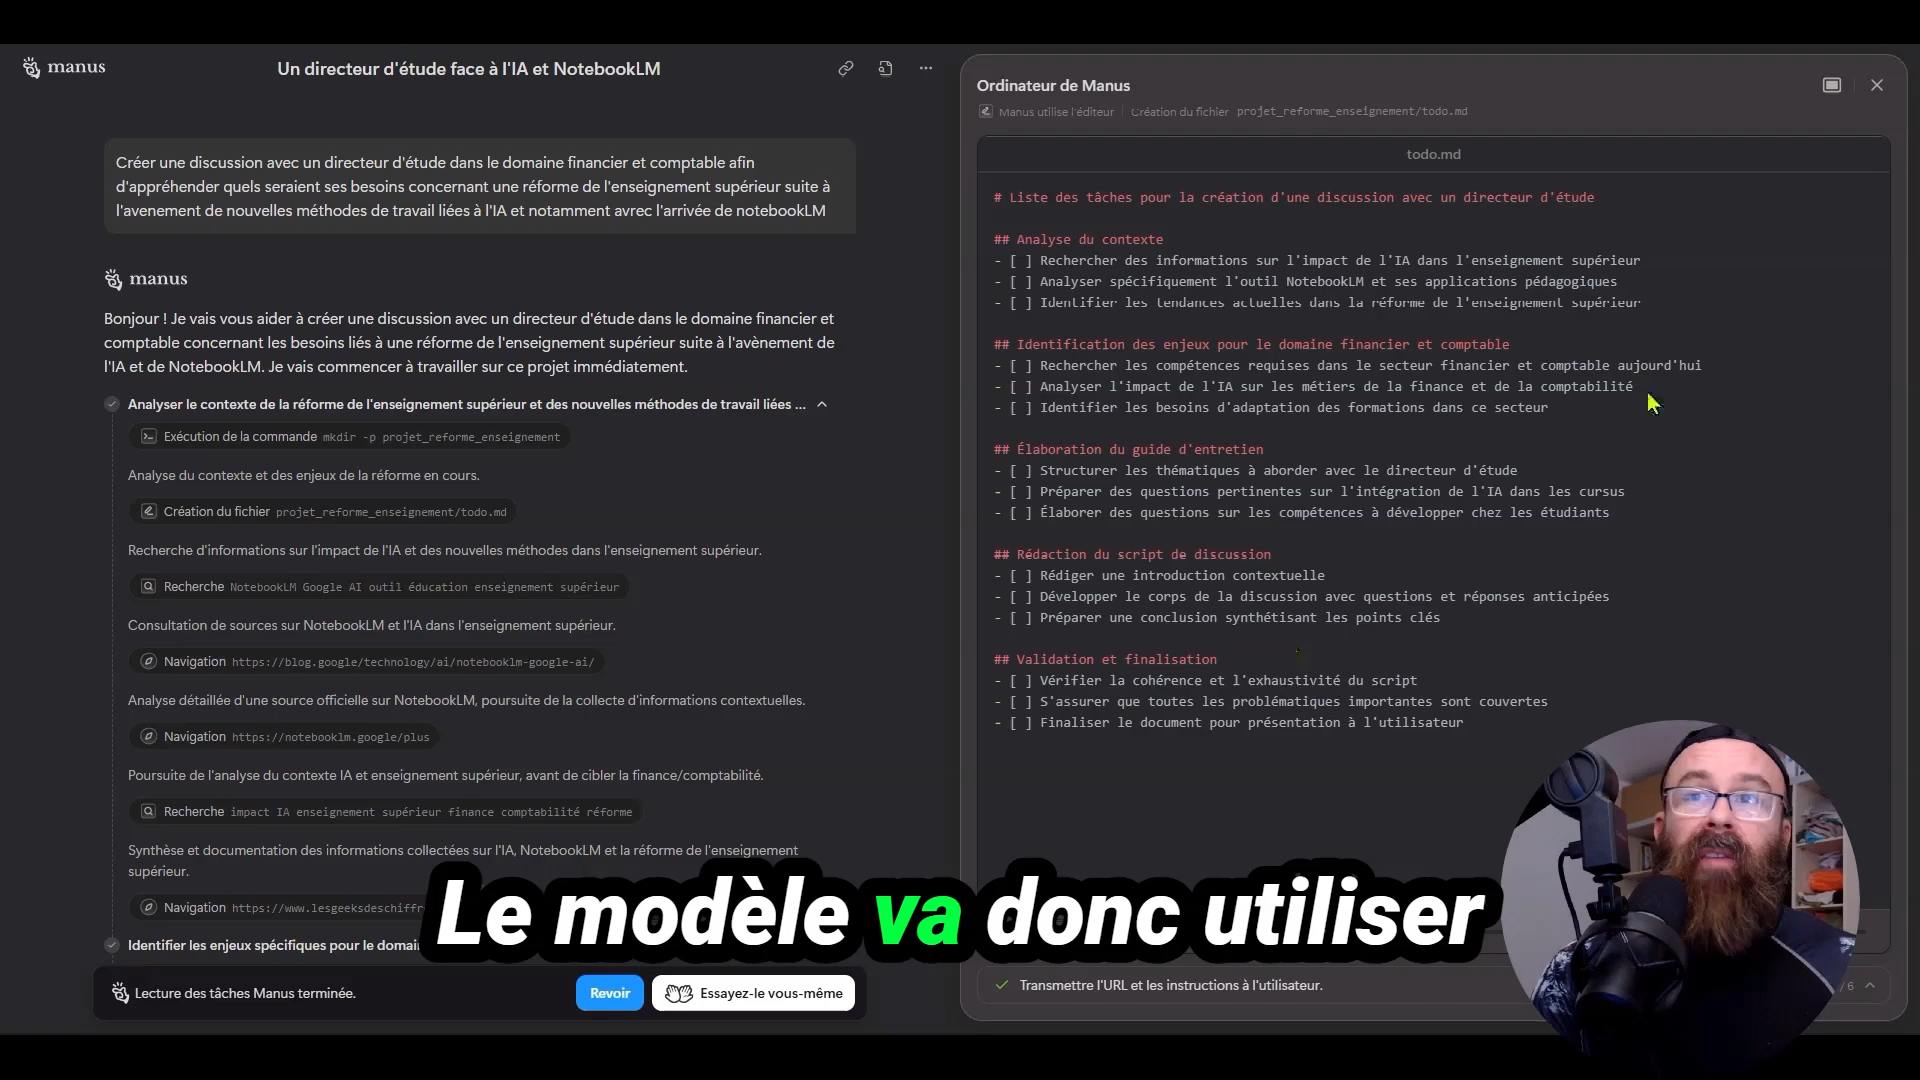 manus
Un directeur d'étude face à l'IA et NotebookLM
Créer une discussion avec un directeur d'étude dans le domaine financier et comptable afin
d'appréhender quels seraient ses besoins concernant une réforme de l'enseignement supérieur suite à
l'avenement de nouvelles méthodes de travail liées à l'IA et notamment avrec l'arrivée de notebookLM
manus
Bonjour ! Je vais vous aider à créer une discussion avec un directeur d'étude dans le domaine financier et
comptable concernant les besoins liés à une réforme de l'enseignement supérieur suite à l'avènement de
l'IA et de NotebookLM. Je vais commencer à travailler sur ce projet immédiatement.
Analyser le contexte de la réforme de l'enseignement supérieur et des nouvelles méthodes de travail liées ...
Exécution de la commande mkdir -p projet_reforme_enseignement
Analyse du contexte et des enjeux de la réforme en cours.
Création du fichier projet_reforme_enseignement/todo.md
Recherche d'informations sur l'impact de l'IA et des nouvelles méthodes dans l'enseignement supérieur.
Recherche NotebookLM Google AI outil éducation enseignement supérieur
Consultation de sources sur NotebookLM et l'IA dans l'enseignement supérieur.
Navigation https://blog.google/technology/ai/notebooklm-google-ai/
Analyse détaillée d'une source officielle sur NotebookLM, poursuite de la collecte d'informations contextuelles.
Navigation https://notebooklm.google/plus
Poursuite de l'analyse du contexte IA et enseignement supérieur, avant de cibler la finance/comptabilité.
Recherche impact IA enseignement supérieur finance comptabilité réforme
Synthèse et documentation des informations collectées sur l'IA, NotebookLM et la réforme de l'enseignement
supérieur.
Navigation https://www.lesgeeksdeschiffr
Identifier les enjeux spécifiques pour le domai
Lecture des tâches Manus terminée.
Revoir
Essayez-le vous-même
Ordinateur de Manus
Manus utilise l'éditeur
Création du fichier projet_reforme_enseignement/todo.md
todo.md
# Liste des tâches pour la création d'une discussion avec un directeur d'étude
## Analyse du contexte
- [ ] Rechercher des informations sur l'impact de l'IA dans l'enseignement supérieur
- [ ] Analyser spécifiquement l'outil NotebookLM et ses applications pédagogiques
- [ ] Identifier les tendances actuelles dans la réforme de l'enseignement supérieur
## Identification des enjeux pour le domaine financier et comptable
- [ ] Rechercher les compétences requises dans le secteur financier et comptable aujourd'hui
- [ ] Analyser l'impact de l'IA sur les métiers de la finance et de la comptabilité
- [ ] Identifier les besoins d'adaptation des formations dans ce secteur
## Élaboration du guide d'entretien
- [ ] Structurer les thématiques à aborder avec le directeur d'étude
- [ ] Préparer des questions pertinentes sur l'intégration de l'IA dans les cursus
- [ ] Élaborer des questions sur les compétences à développer chez les étudiants
## Rédaction du script de discussion
- [ ] Rédiger une introduction contextuelle
- [ ] Développer le corps de la discussion avec questions et réponses anticipées
- [ ] Préparer une conclusion synthétisant les points clés
## Validation et finalisation
- [ ] Vérifier la cohérence et l'exhaustivité du script
- [ ] S'assurer que toutes les problématiques importantes sont couvertes
- [ ] Finaliser le document pour présentation à l'utilisateur
Transmettre l'URL et les instructions à l'utilisateur.
/ 6
Le modèle va donc utiliser